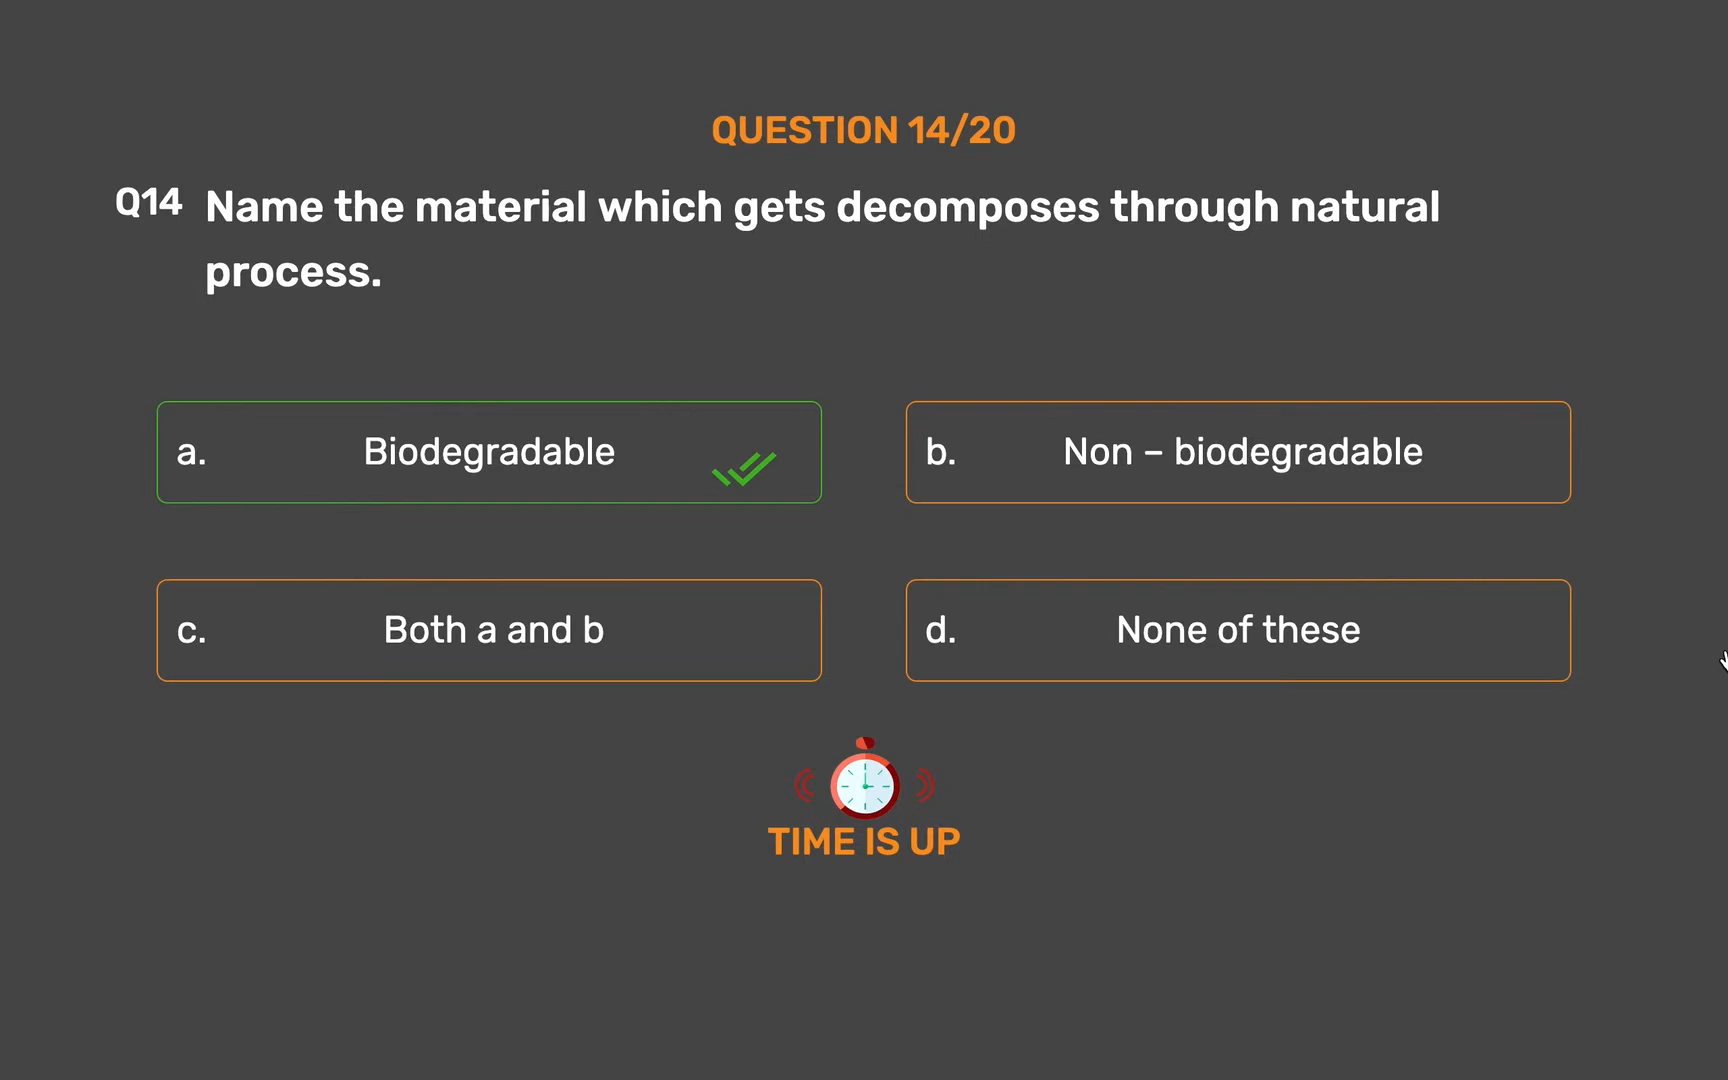 QUESTION 14/20
Q14 Name the material which gets decomposes through natural
process.
a. Biodegradable
b. Non – biodegradable
c. Both a and b
d. None of these
TIME IS UP